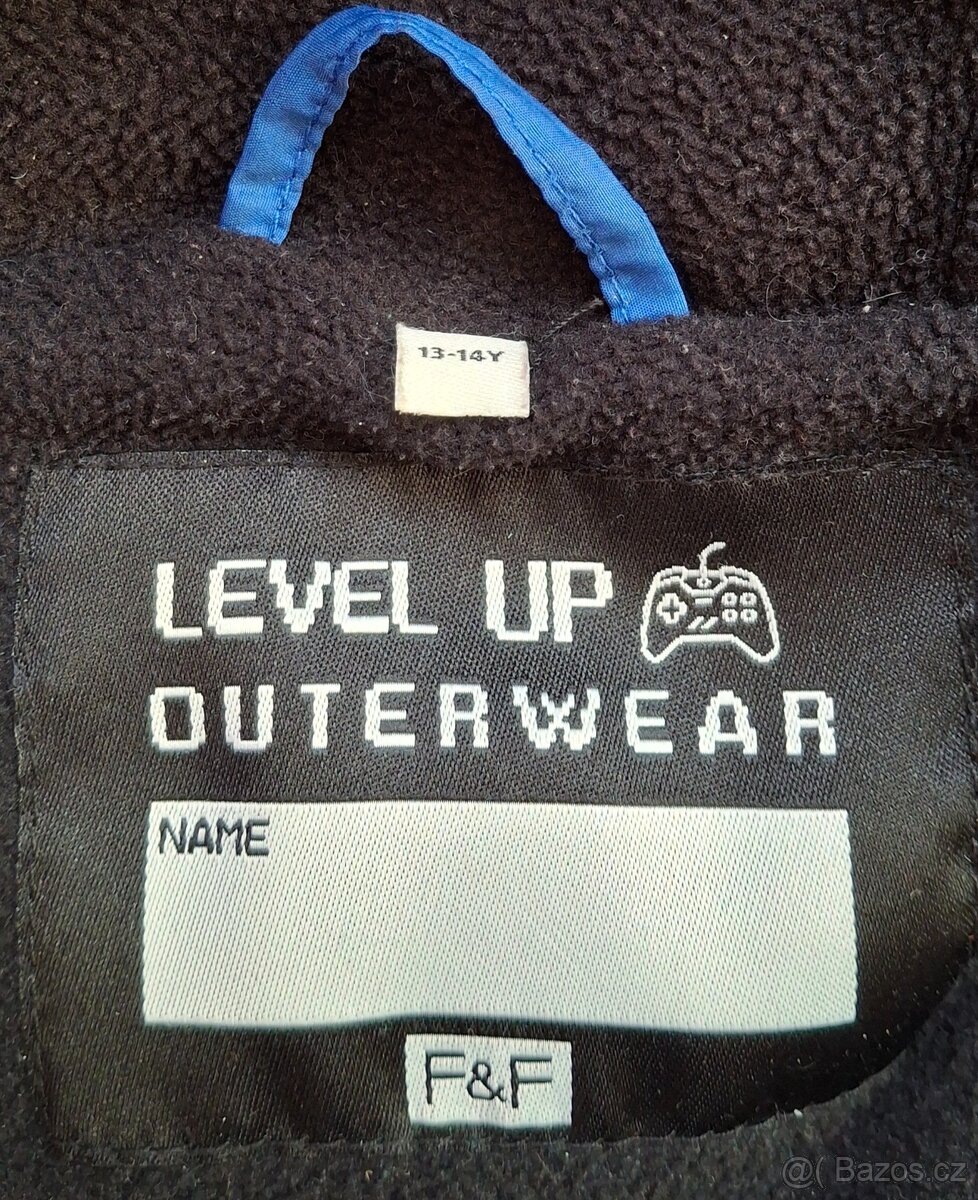 13-14Y
LEVEL UP
OUTERWEAR
NAME
F&F
@( Bazos.cz